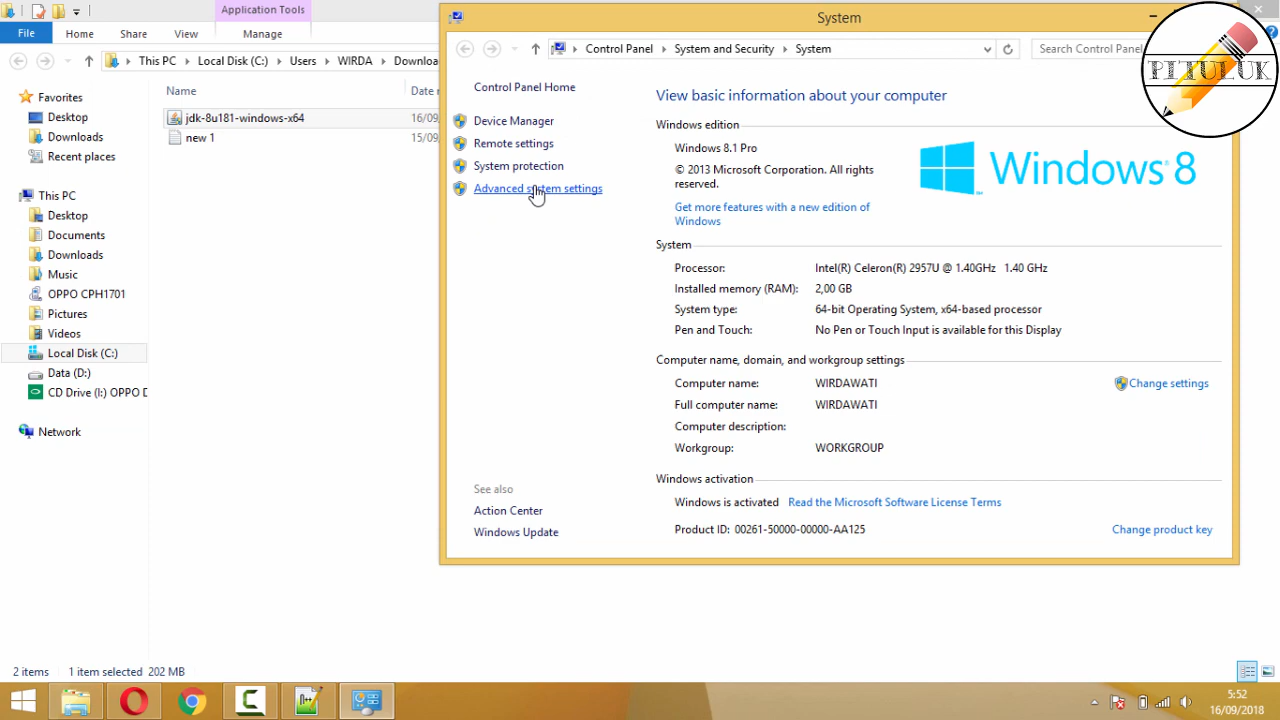 Application Tools
File
Home
Share
View
Manage
This PC
Local Disk (C:)
Users
WIRDA
Downloa
Name
Date
jdk-8u181-windows-x64
16/09
new 1
15/09
Favorites
Desktop
Downloads
Recent places
This PC
Desktop
Documents
Downloads
Music
OPPO CPH1701
Pictures
Videos
Local Disk (C:)
Data (D:)
CD Drive (I:) OPPO D
Network
2 items
1 item selected 202 MB
System
Control Panel
System and Security
System
Search Control Panel
PITULUK
Control Panel Home
Device Manager
Remote settings
System protection
Advanced system settings
See also
Action Center
Windows Update
View basic information about your computer
Windows edition
Windows 8.1 Pro
© 2013 Microsoft Corporation. All rights
reserved.
Get more features with a new edition of
Windows
Windows 8
System
Processor: Intel(R) Celeron(R) 2957U @ 1.40GHz 1.40 GHz
Installed memory (RAM): 2,00 GB
System type: 64-bit Operating System, x64-based processor
Pen and Touch: No Pen or Touch Input is available for this Display
Computer name, domain, and workgroup settings
Computer name: WIRDAWATI
Change settings
Full computer name: WIRDAWATI
Computer description:
Workgroup: WORKGROUP
Windows activation
Windows is activated Read the Microsoft Software License Terms
Product ID: 00261-50000-00000-AA125
Change product key
5:52
16/09/2018